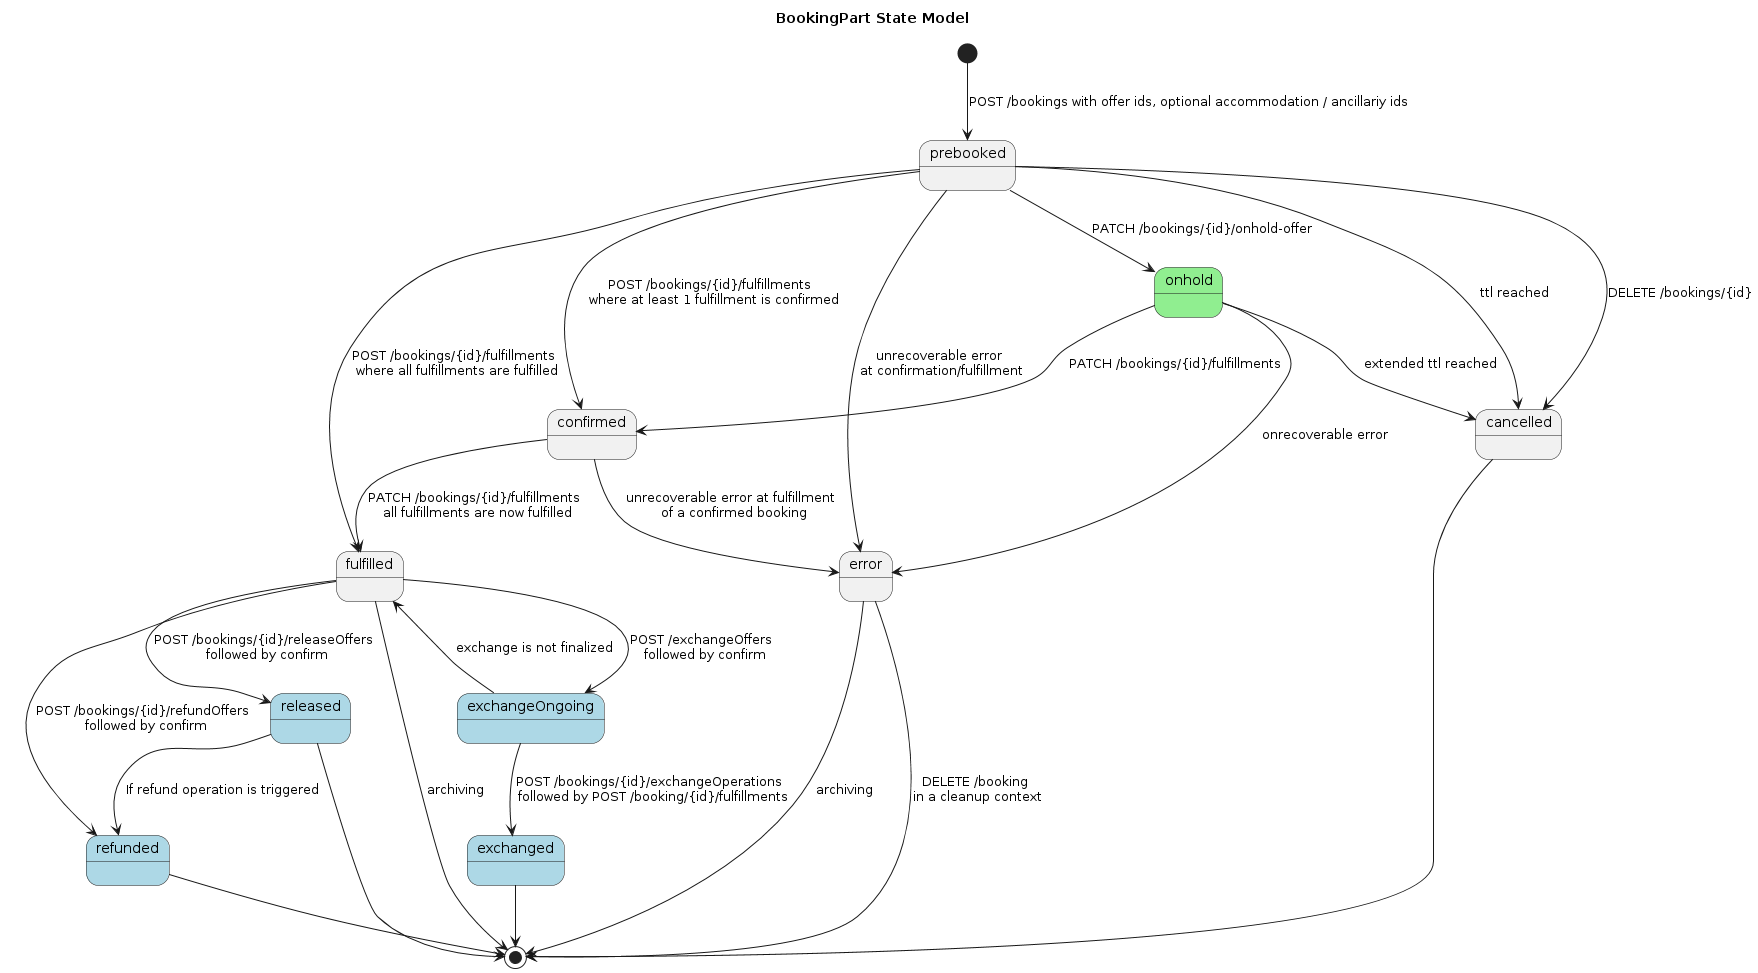 BookingPart State Model
POST /bookings with offer ids, optional accommodation / ancillariy ids
prebooked
PATCH /bookings/{id}/onhold-offer
onhold
POST /bookings/{id}/fulfillments
where at least 1 fulfillment is confirmed
ttl reached
DELETE /bookings/{id}
POST /bookings/{id}/fulfillments
where all fulfillments are fulfilled
unrecoverable error
at confirmation/fulfillment
PATCH /bookings/{id}/fulfillments
extended ttl reached
confirmed
cancelled
onrecoverable error
PATCH /bookings/{id}/fulfillments
all fulfillments are now fulfilled
unrecoverable error at fulfillment
of a confirmed booking
fulfilled
error
POST /bookings/{id}/releaseOffers
followed by confirm
exchange is not finalized
POST /exchangeOffers
followed by confirm
POST /bookings/{id}/refundOffers
followed by confirm
released
exchangeOngoing
If refund operation is triggered
archiving
POST /bookings/{id}/exchangeOperations
followed by POST /booking/{id}/fulfillments
archiving
DELETE /booking
in a cleanup context
refunded
exchanged